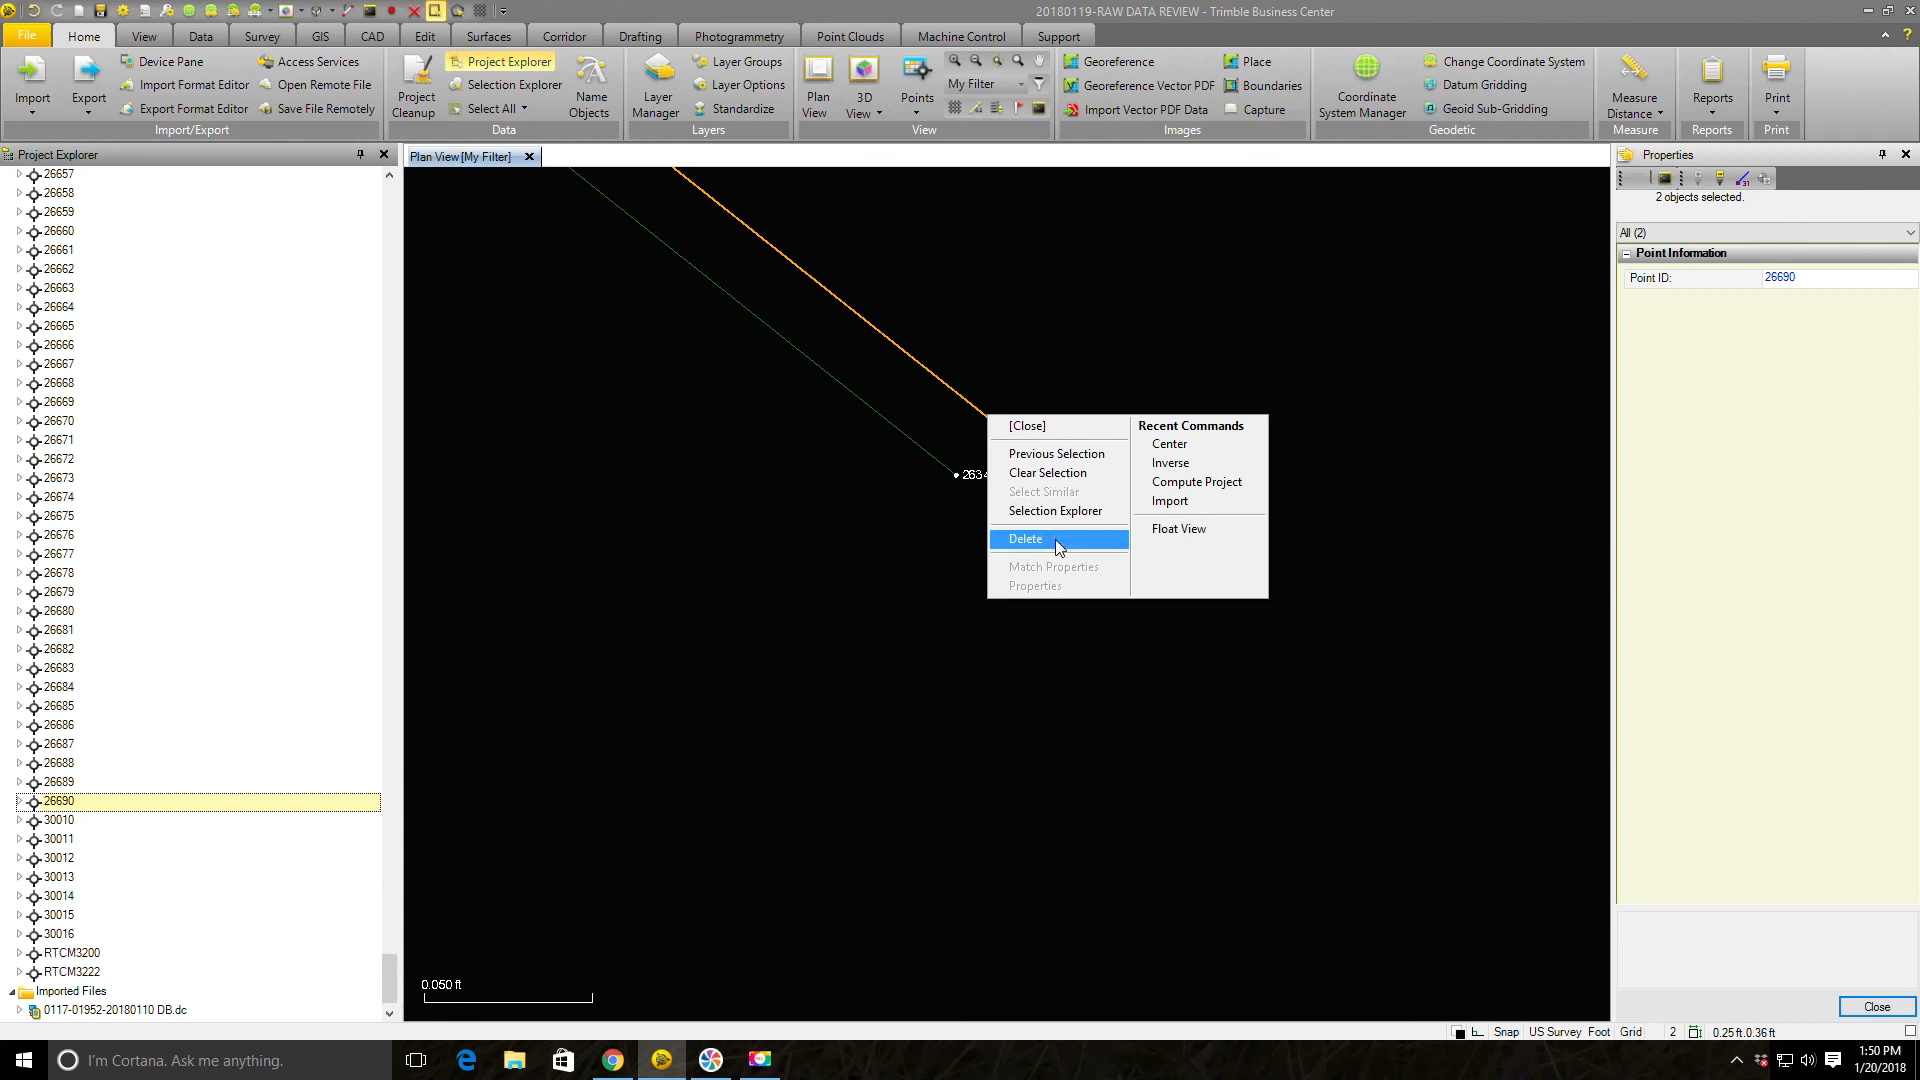 20180119-RAW DATA REVIEW - Trimble Business Center
File Home View Data Survey GIS CAD Edit Surfaces Corridor Drafting Photogrammetry Point Clouds Machine Control Support
Import
Export
Device Pane
Import Format Editor
Export Format Editor
Access Services
Open Remote File
Save File Remotely
Import/Export
Project Cleanup
Project Explorer
Selection Explorer
Select All
Name Objects
Data
Layer Manager
Layer Groups
Layer Options
Standardize
Layers
Plan View
3D View
Points
My Filter
View
Georeference
Georeference Vector PDF
Import Vector PDF Data
Place
Boundaries
Capture
Images
Coordinate System Manager
Change Coordinate System
Datum Gridding
Geoid Sub-Gridding
Geodetic
Measure Distance
Measure
Reports
Reports
Print
Print
Project Explorer
26657
26658
26659
26660
26661
26662
26663
26664
26665
26666
26667
26668
26669
26670
26671
26672
26673
26674
26675
26676
26677
26678
26679
26680
26681
26682
26683
26684
26685
26686
26687
26688
26689
26690
30010
30011
30012
30013
30014
30015
30016
RTCM3200
RTCM3222
Imported Files
0117-01952-20180110 DB.dc
Plan View [My Filter]
[Close]
Previous Selection
Clear Selection
Select Similar
Selection Explorer
Delete
Match Properties
Properties
Recent Commands
Center
Inverse
Compute Project
Import
Float View
0.050 ft
Properties
2 objects selected.
All (2)
Point Information
Point ID: 26690
Close
Snap US Survey Foot Grid 2 0.25 ft,0.36 ft
I'm Cortana. Ask me anything.
1:50 PM
1/20/2018